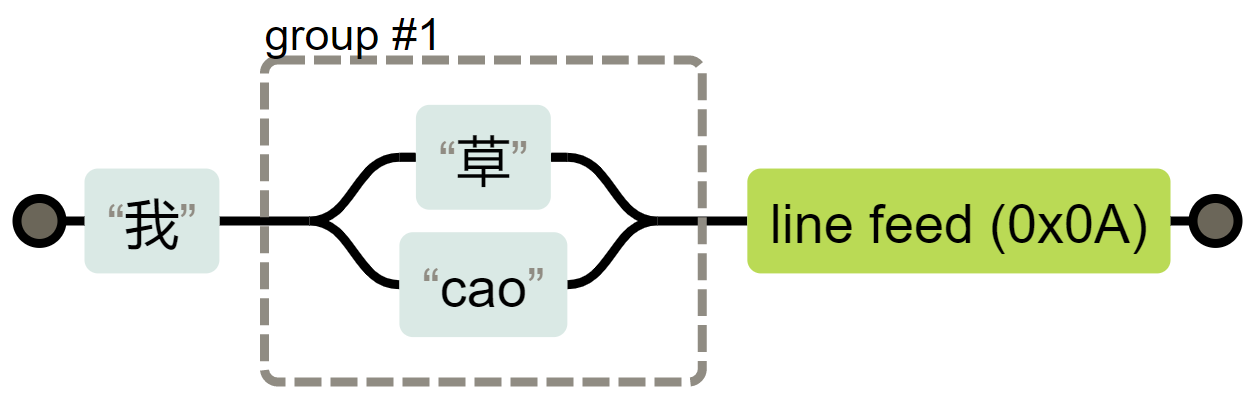 group #1
“我”
“草”
“cao”
line feed (0x0A)